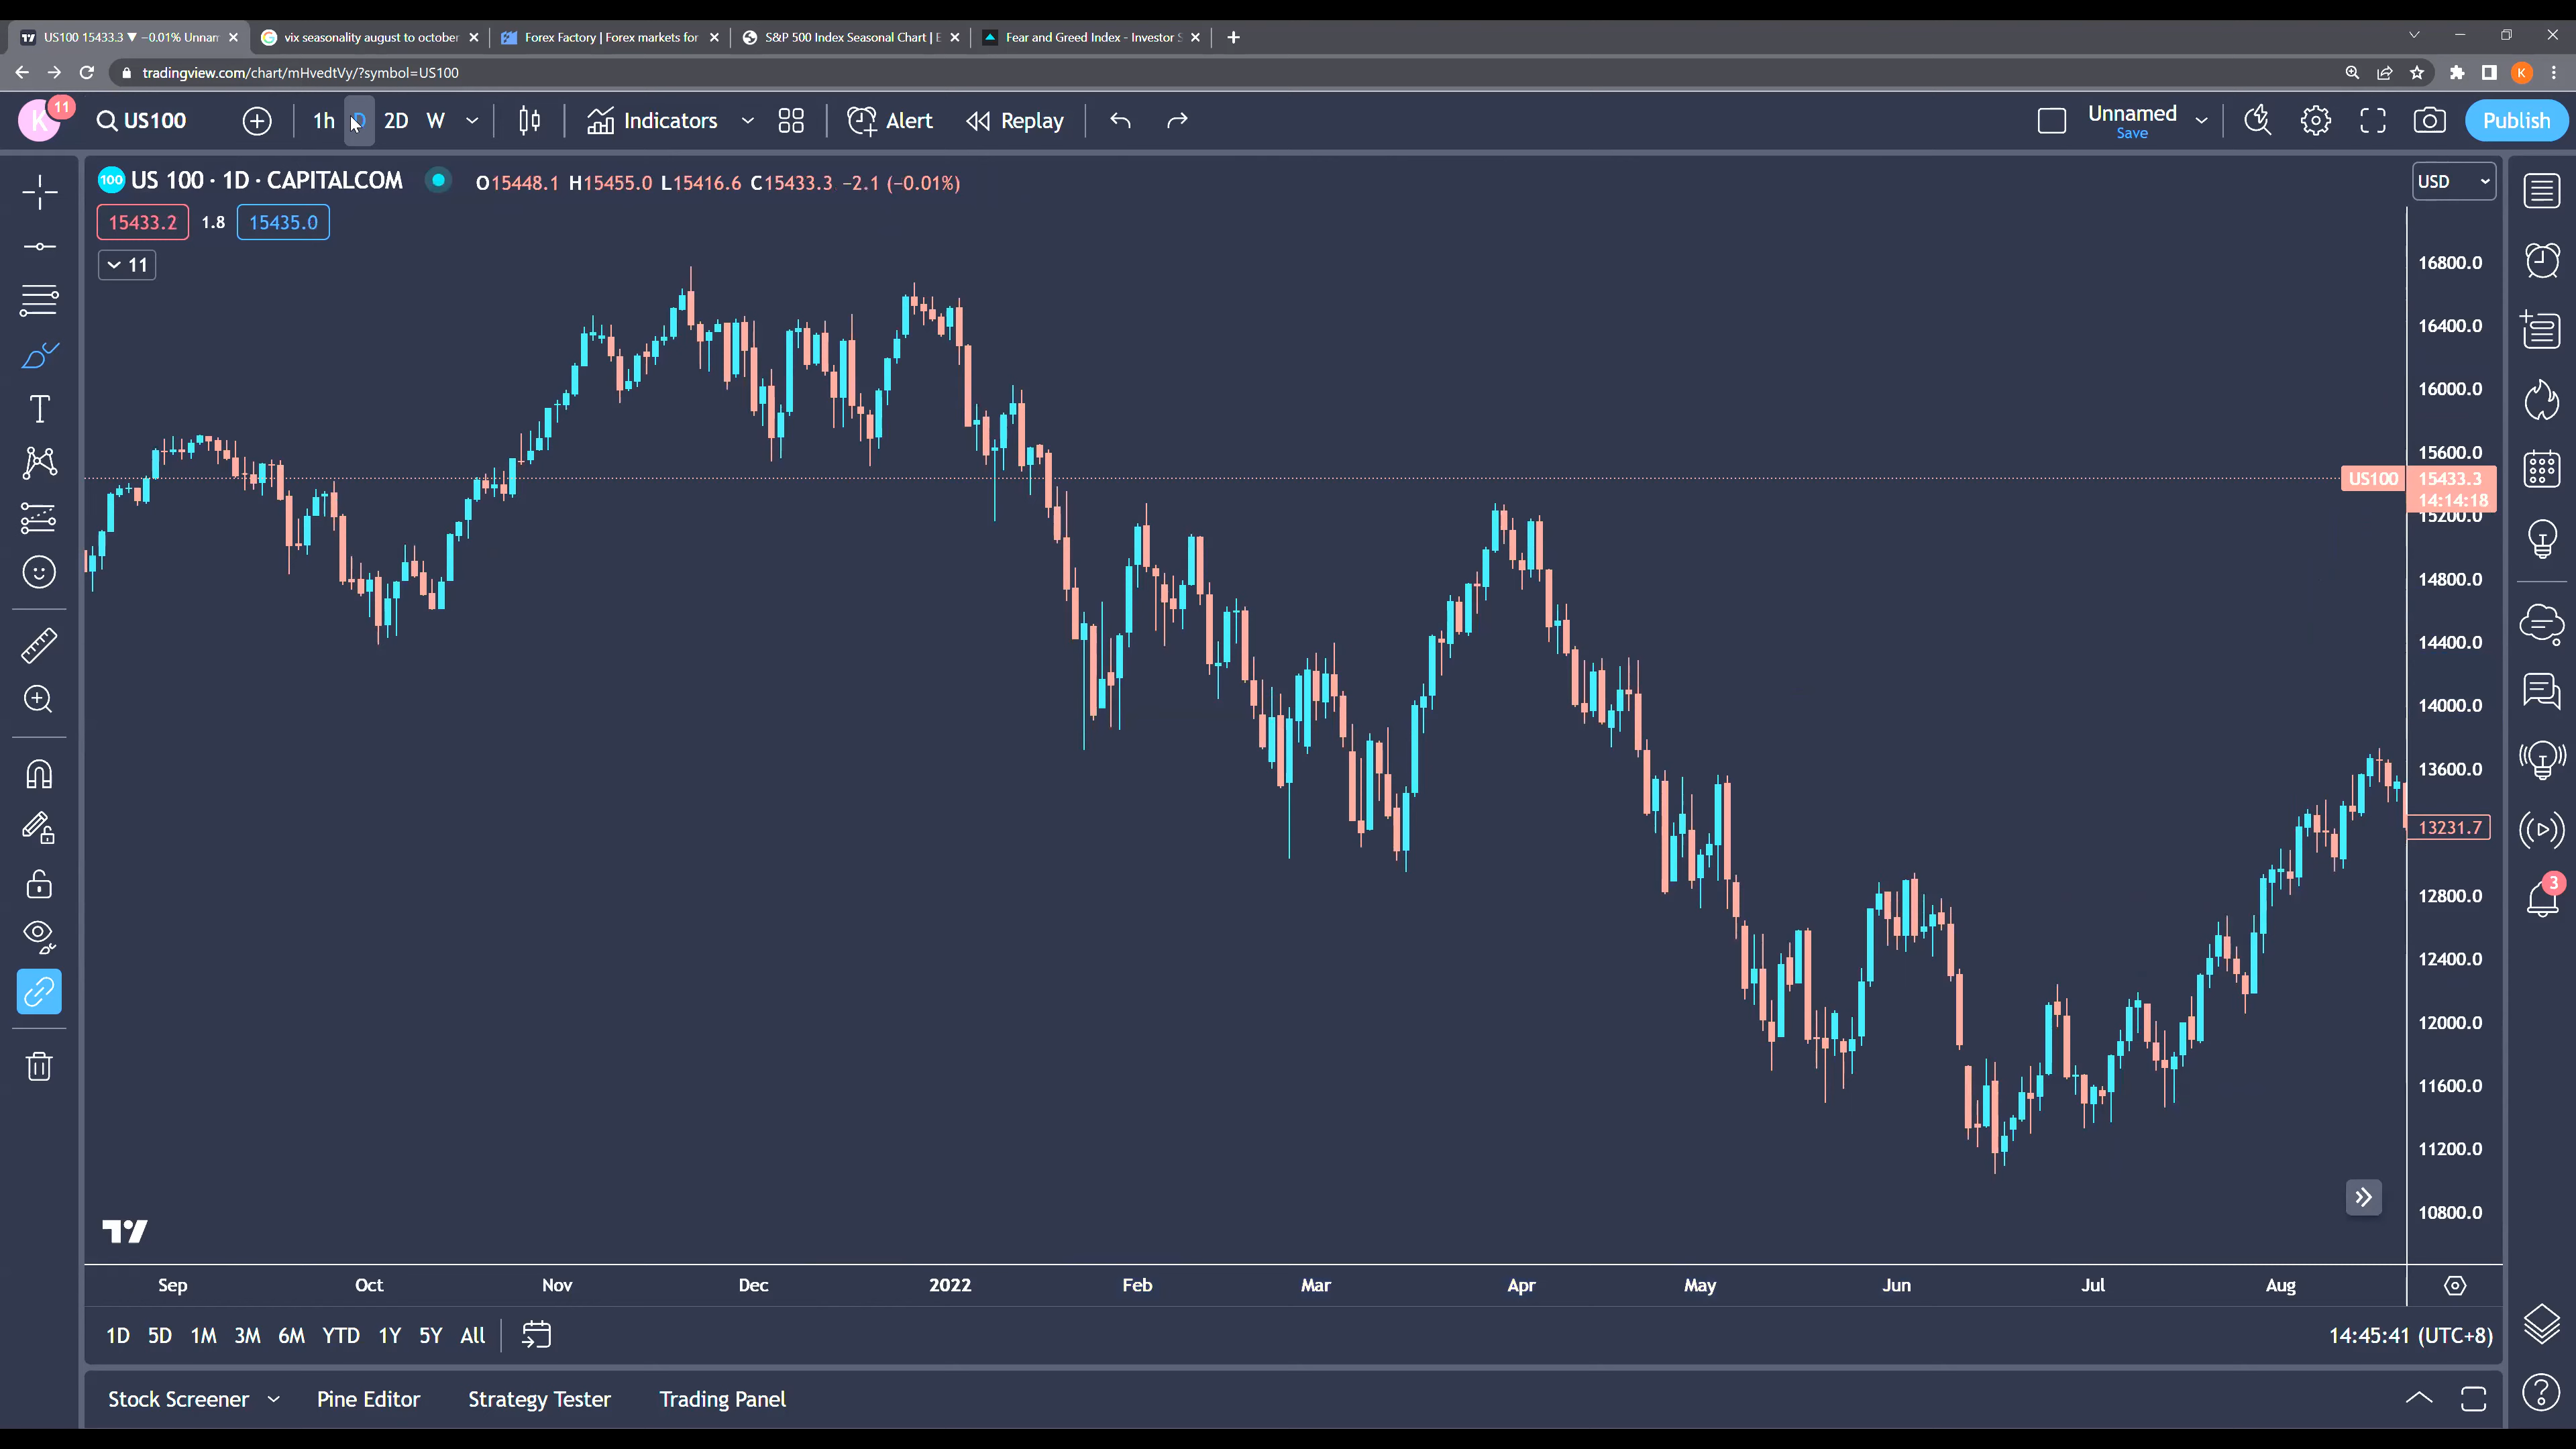 US100 15433.3 ▼ −0.01% Unnam
vix seasonality august to october
Forex Factory | Forex markets for
S&P 500 Index Seasonal Chart | E
Fear and Greed Index - Investor S
tradingview.com/chart/mHvedtVy/?symbol=US100
K
K
11
US100
1h
D
2D
W
Indicators
Alert
Replay
Unnamed
Save
Publish
100
US 100 · 1D · CAPITALCOM
O15448.1 H15455.0 L15416.6 C15433.3 −2.1 (−0.01%)
USD
15433.2
1.8
15435.0
11
16800.0
16400.0
16000.0
15600.0
US100
15433.3
14:14:18
15200.0
14800.0
14400.0
14000.0
13600.0
13231.7
12800.0
3
12400.0
12000.0
11600.0
11200.0
10800.0
Sep Oct Nov Dec 2022 Feb Mar Apr May Jun Jul Aug
1D 5D 1M 3M 6M YTD 1Y 5Y All
14:45:41 (UTC+8)
Stock Screener Pine Editor Strategy Tester Trading Panel